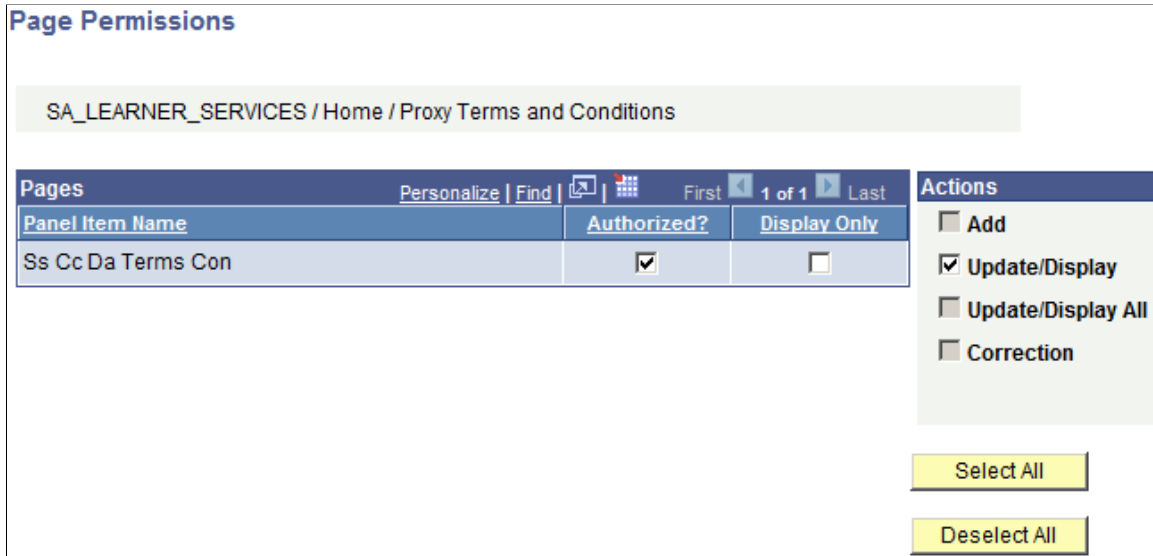 Page Permissions
SA_LEARNER_SERVICES / Home / Proxy Terms and Conditions
Pages Personalize | Find | | First 1 of 1 Last
Panel Item Name Authorized? Display Only
Ss Cc Da Terms Con
Actions
Add
Update/Display
Update/Display All
Correction
Select All
Deselect All